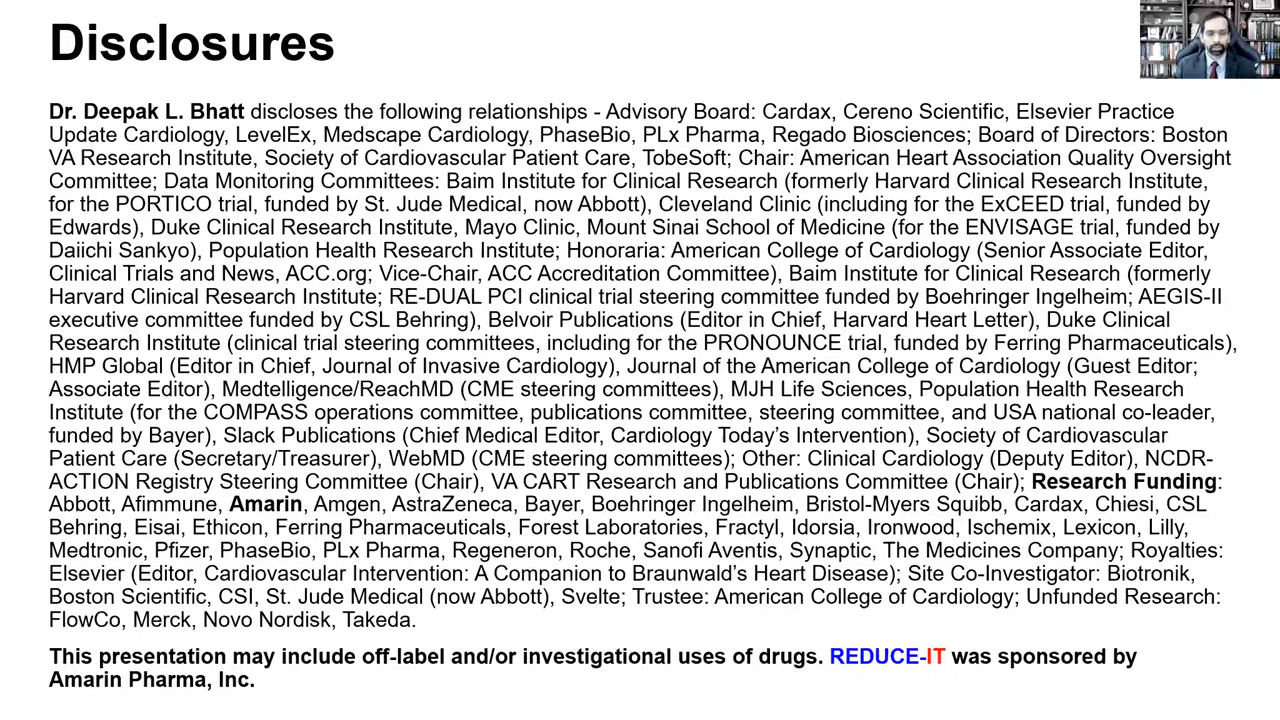 Disclosures
Dr. Deepak L. Bhatt discloses the following relationships - Advisory Board: Cardax, Cereno Scientific, Elsevier Practice
Update Cardiology, LevelEx, Medscape Cardiology, PhaseBio, PLx Pharma, Regado Biosciences; Board of Directors: Boston
VA Research Institute, Society of Cardiovascular Patient Care, TobeSoft; Chair: American Heart Association Quality Oversight
Committee; Data Monitoring Committees: Baim Institute for Clinical Research (formerly Harvard Clinical Research Institute,
for the PORTICO trial, funded by St. Jude Medical, now Abbott), Cleveland Clinic (including for the ExCEED trial, funded by
Edwards), Duke Clinical Research Institute, Mayo Clinic, Mount Sinai School of Medicine (for the ENVISAGE trial, funded by
Daiichi Sankyo), Population Health Research Institute; Honoraria: American College of Cardiology (Senior Associate Editor,
Clinical Trials and News, ACC.org; Vice-Chair, ACC Accreditation Committee), Baim Institute for Clinical Research (formerly
Harvard Clinical Research Institute; RE-DUAL PCI clinical trial steering committee funded by Boehringer Ingelheim; AEGIS-II
executive committee funded by CSL Behring), Belvoir Publications (Editor in Chief, Harvard Heart Letter), Duke Clinical
Research Institute (clinical trial steering committees, including for the PRONOUNCE trial, funded by Ferring Pharmaceuticals),
HMP Global (Editor in Chief, Journal of Invasive Cardiology), Journal of the American College of Cardiology (Guest Editor;
Associate Editor), Medtelligence/ReachMD (CME steering committees), MJH Life Sciences, Population Health Research
Institute (for the COMPASS operations committee, publications committee, steering committee, and USA national co-leader,
funded by Bayer), Slack Publications (Chief Medical Editor, Cardiology Today's Intervention), Society of Cardiovascular
Patient Care (Secretary/Treasurer), WebMD (CME steering committees); Other: Clinical Cardiology (Deputy Editor), NCDR-
ACTION Registry Steering Committee (Chair), VA CART Research and Publications Committee (Chair); Research Funding:
Abbott, Afimmune, Amarin, Amgen, AstraZeneca, Bayer, Boehringer Ingelheim, Bristol-Myers Squibb, Cardax, Chiesi, CSL
Behring, Eisai, Ethicon, Ferring Pharmaceuticals, Forest Laboratories, Fractyl, Idorsia, Ironwood, Ischemix, Lexicon, Lilly,
Medtronic, Pfizer, PhaseBio, PLx Pharma, Regeneron, Roche, Sanofi Aventis, Synaptic, The Medicines Company; Royalties:
Elsevier (Editor, Cardiovascular Intervention: A Companion to Braunwald's Heart Disease); Site Co-Investigator: Biotronik,
Boston Scientific, CSI, St. Jude Medical (now Abbott), Svelte; Trustee: American College of Cardiology; Unfunded Research:
FlowCo, Merck, Novo Nordisk, Takeda.
This presentation may include off-label and/or investigational uses of drugs. REDUCE-IT was sponsored by
Amarin Pharma, Inc.